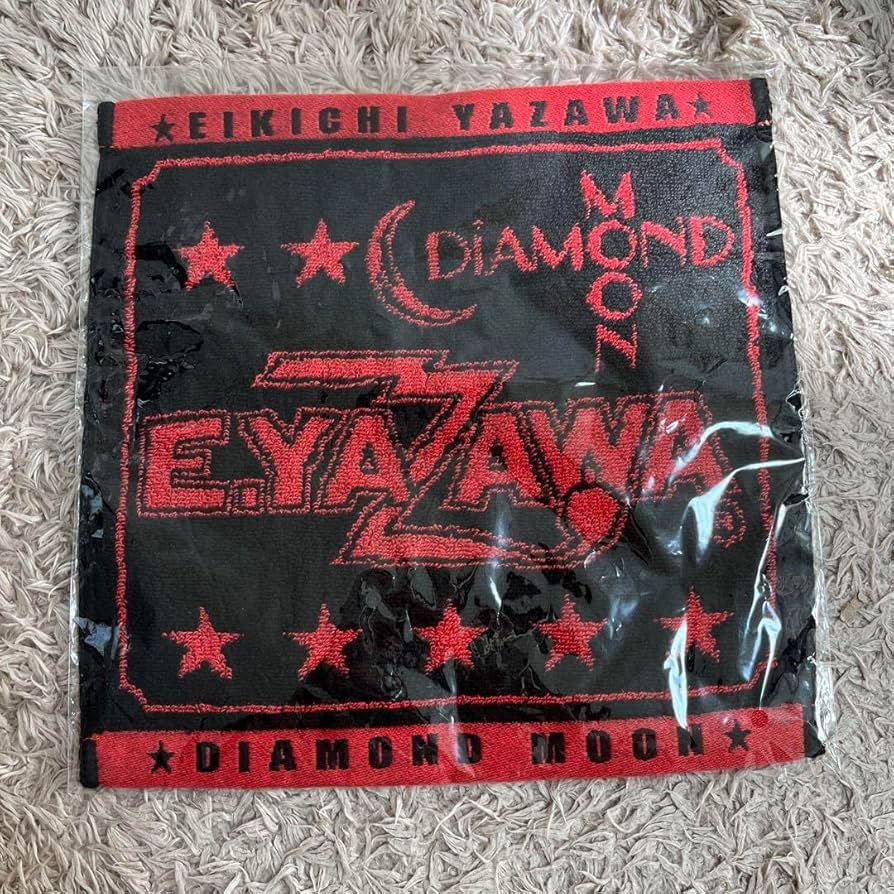 ★EIKICHI YAZAWA★
DIAMOND
MOON
E.YAZAWA
★DIAMOND MOON★